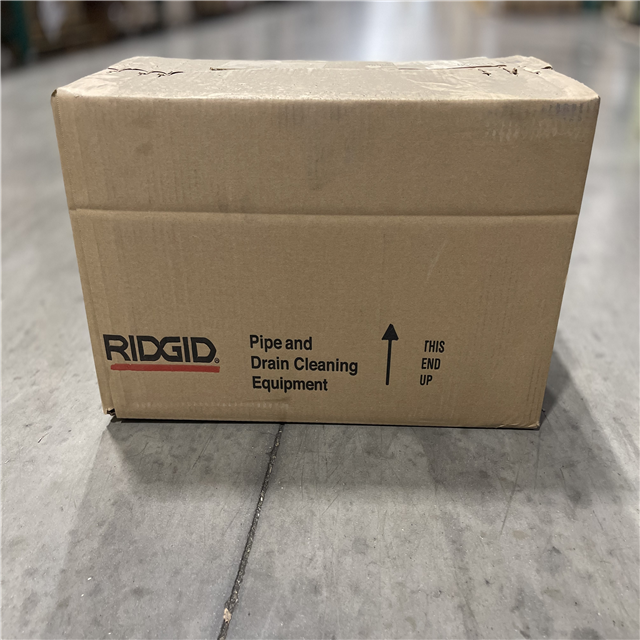 RIDGID
Pipe and
Drain Cleaning
Equipment
THIS
END
UP